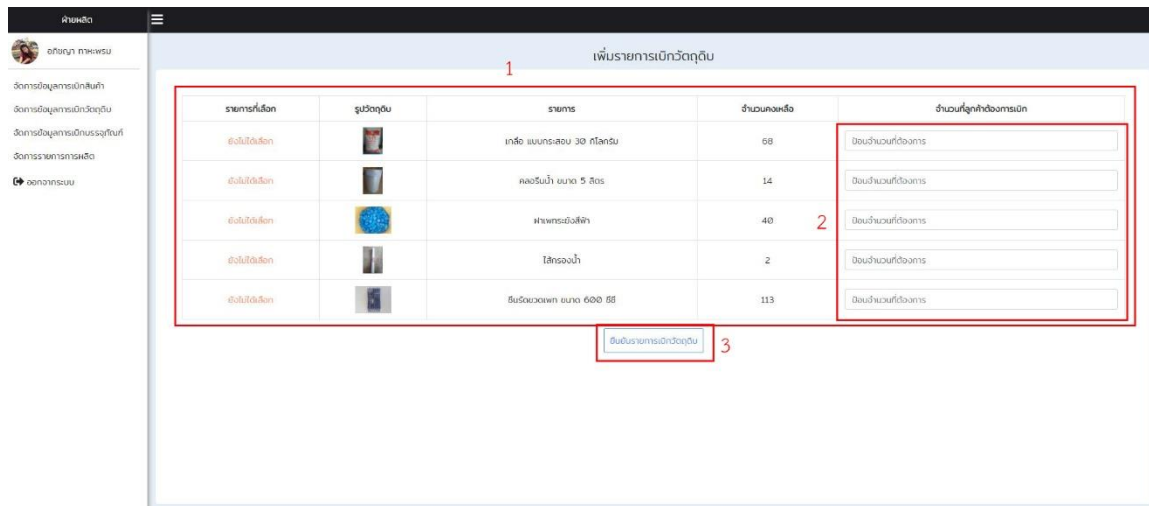 ฝ่ายผลิต
อภิชญา ทาหะพรม
เพิ่มรายการเบิกวัตถุดิบ
1
จัดการข้อมูลการเบิกสินค้า
จัดการข้อมูลการเบิกวัตถุดิบ
จัดการข้อมูลการเบิกบรรจุภัณฑ์
จัดการรายการการผลิต
ออกจากระบบ
รายการที่เลือก รูปวัตถุดิบ รายการ จำนวนคงเหลือ จำนวนที่ลูกค้าต้องการเบิก
ยังไม่ได้เลือก เกลือ แบบกระสอบ 30 กิโลกรัม 68 ป้อนจำนวนที่ต้องการ
ยังไม่ได้เลือก คลอรีนน้ำ ขนาด 5 ลิตร 14 ป้อนจำนวนที่ต้องการ
ยังไม่ได้เลือก ฝาเพทระฆังสีฟ้า 40 ป้อนจำนวนที่ต้องการ
2
ยังไม่ได้เลือก ไส้กรองน้ำ 2 ป้อนจำนวนที่ต้องการ
ยังไม่ได้เลือก ชีนรัดขวดเพท ขนาด 600 ซีซี 113 ป้อนจำนวนที่ต้องการ
ยืนยันรายการเบิกวัตถุดิบ
3